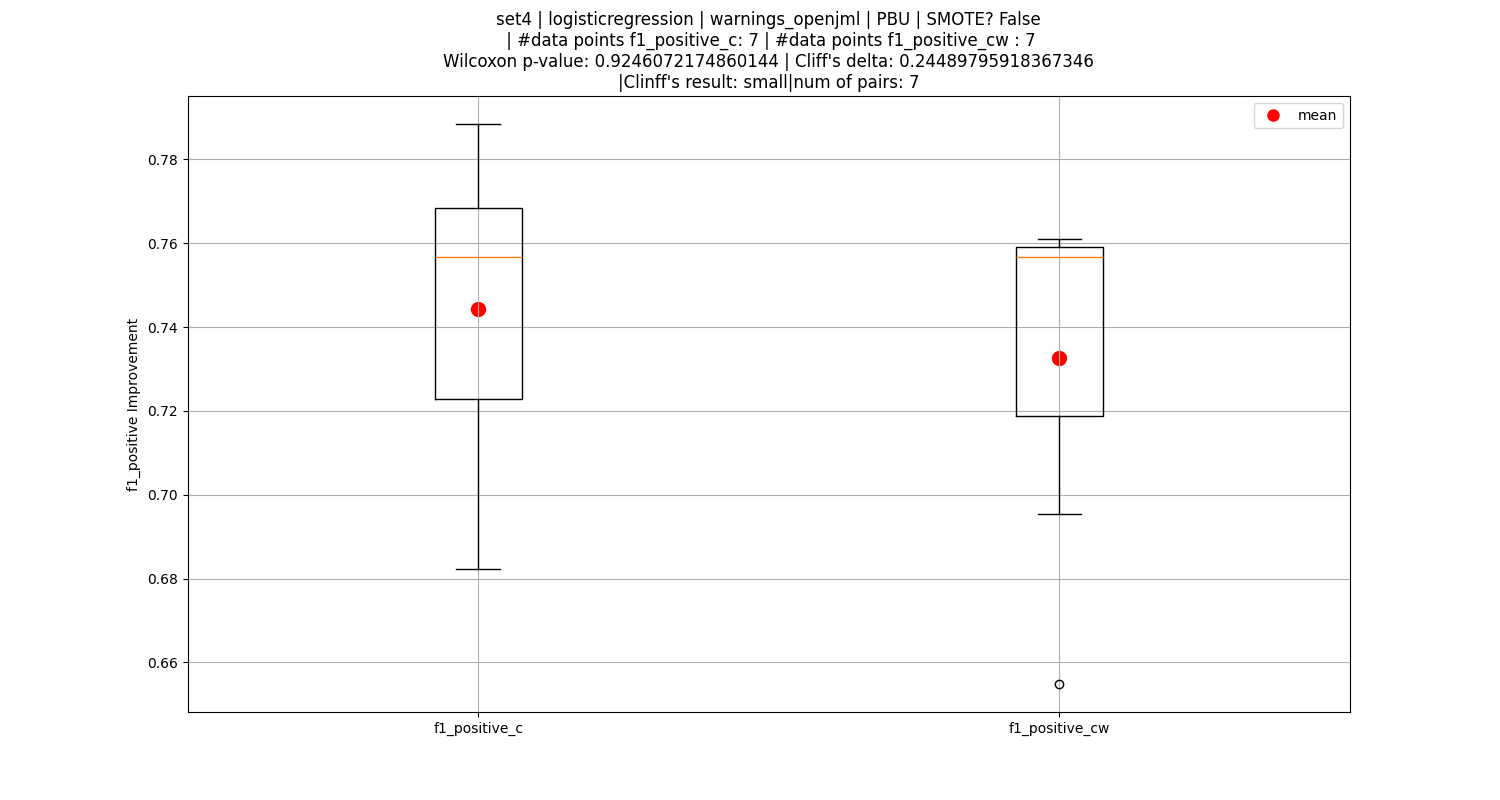 set4 | logisticregression | warnings_openjml | PBU | SMOTE? False
| #data points f1_positive_c: 7 | #data points f1_positive_cw : 7
Wilcoxon p-value: 0.9246072174860144 | Cliff's delta: 0.24489795918367346
|Clinff's result: small|num of pairs: 7
mean
f1_positive Improvement
0.78
0.76
0.74
0.72
0.70
0.68
0.66
f1_positive_c
f1_positive_cw